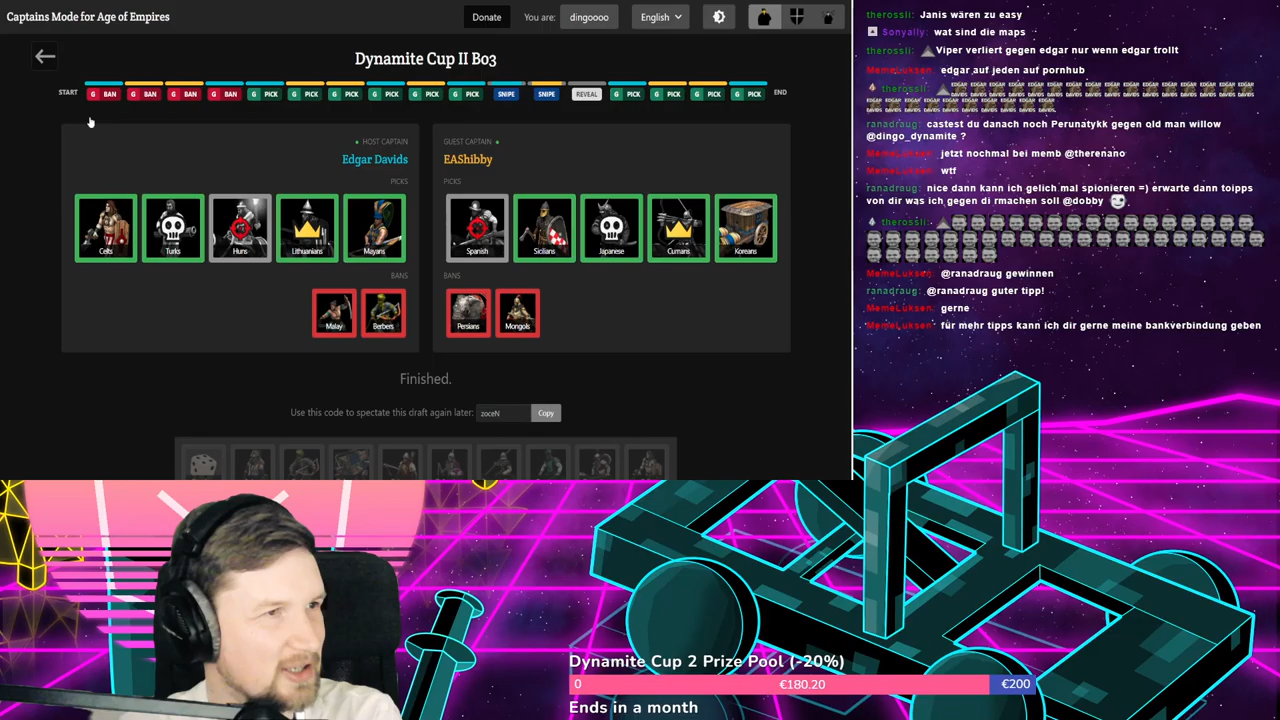 Captains Mode for Age of Empires
Donate
You are:
dingoooo
English
Dynamite Cup II Bo3
START
G BAN
G BAN
G BAN
G BAN
G PICK
G PICK
G PICK
G PICK
G PICK
G PICK
SNIPE
SNIPE
REVEAL
G PICK
G PICK
G PICK
G PICK
END
HOST CAPTAIN
Edgar Davids
PICKS
Celts
Turks
Huns
Lithuanians
Mayans
BANS
Malay
Berbers
GUEST CAPTAIN
EAShibby
PICKS
Spanish
Sicilians
Japanese
Cumans
Koreans
BANS
Persians
Mongols
Finished.
Use this code to spectate this draft again later:
zoceN
Copy
therossli: Janis wären zu easy
Sonyally: wat sind die maps
therossli: Viper verliert gegen edgar nur wenn edgar trollt
MemeLuksen: edgar auf jeden auf pornhub
therossli:
ranadraug: castest du danach noch Perunatykk gegen old man willow
@dingo_dynamite ?
MemeLuksen: jetzt nochmal bei memb @therenano
MemeLuksen: wtf
ranadraug: nice dann kann ich gelich mal spionieren =) erwarte dann toipps
von dir was ich gegen di rmachen soll @dobby
therossli:
MemeLuksen: @ranadraug gewinnen
ranadraug: @ranadraug guter tipp!
MemeLuksen: gerne
MemeLuksen: für mehr tipps kann ich dir gerne meine bankverbindung geben
Dynamite Cup 2 Prize Pool (-20%)
0
€180.20
€200
Ends in a month